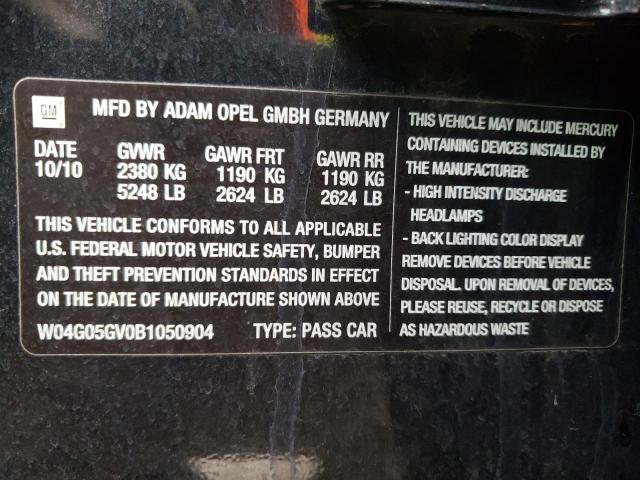 GM
MFD BY ADAM OPEL GMBH GERMANY
DATE GVWR GAWR FRT GAWR RR
10/10 2380 KG 1190 KG 1190 KG
5248 LB 2624 LB 2624 LB
THIS VEHICLE CONFORMS TO ALL APPLICABLE
U.S. FEDERAL MOTOR VEHICLE SAFETY, BUMPER
AND THEFT PREVENTION STANDARDS IN EFFECT
ON THE DATE OF MANUFACTURE SHOWN ABOVE
W04G05GV0B1050904 TYPE: PASS CAR
THIS VEHICLE MAY INCLUDE MERCURY
CONTAINING DEVICES INSTALLED BY
THE MANUFACTURER:
- HIGH INTENSITY DISCHARGE
HEADLAMPS
- BACK LIGHTING COLOR DISPLAY
REMOVE DEVICES BEFORE VEHICLE
DISPOSAL. UPON REMOVAL OF DEVICES,
PLEASE REUSE, RECYCLE OR DISPOSE
AS HAZARDOUS WASTE